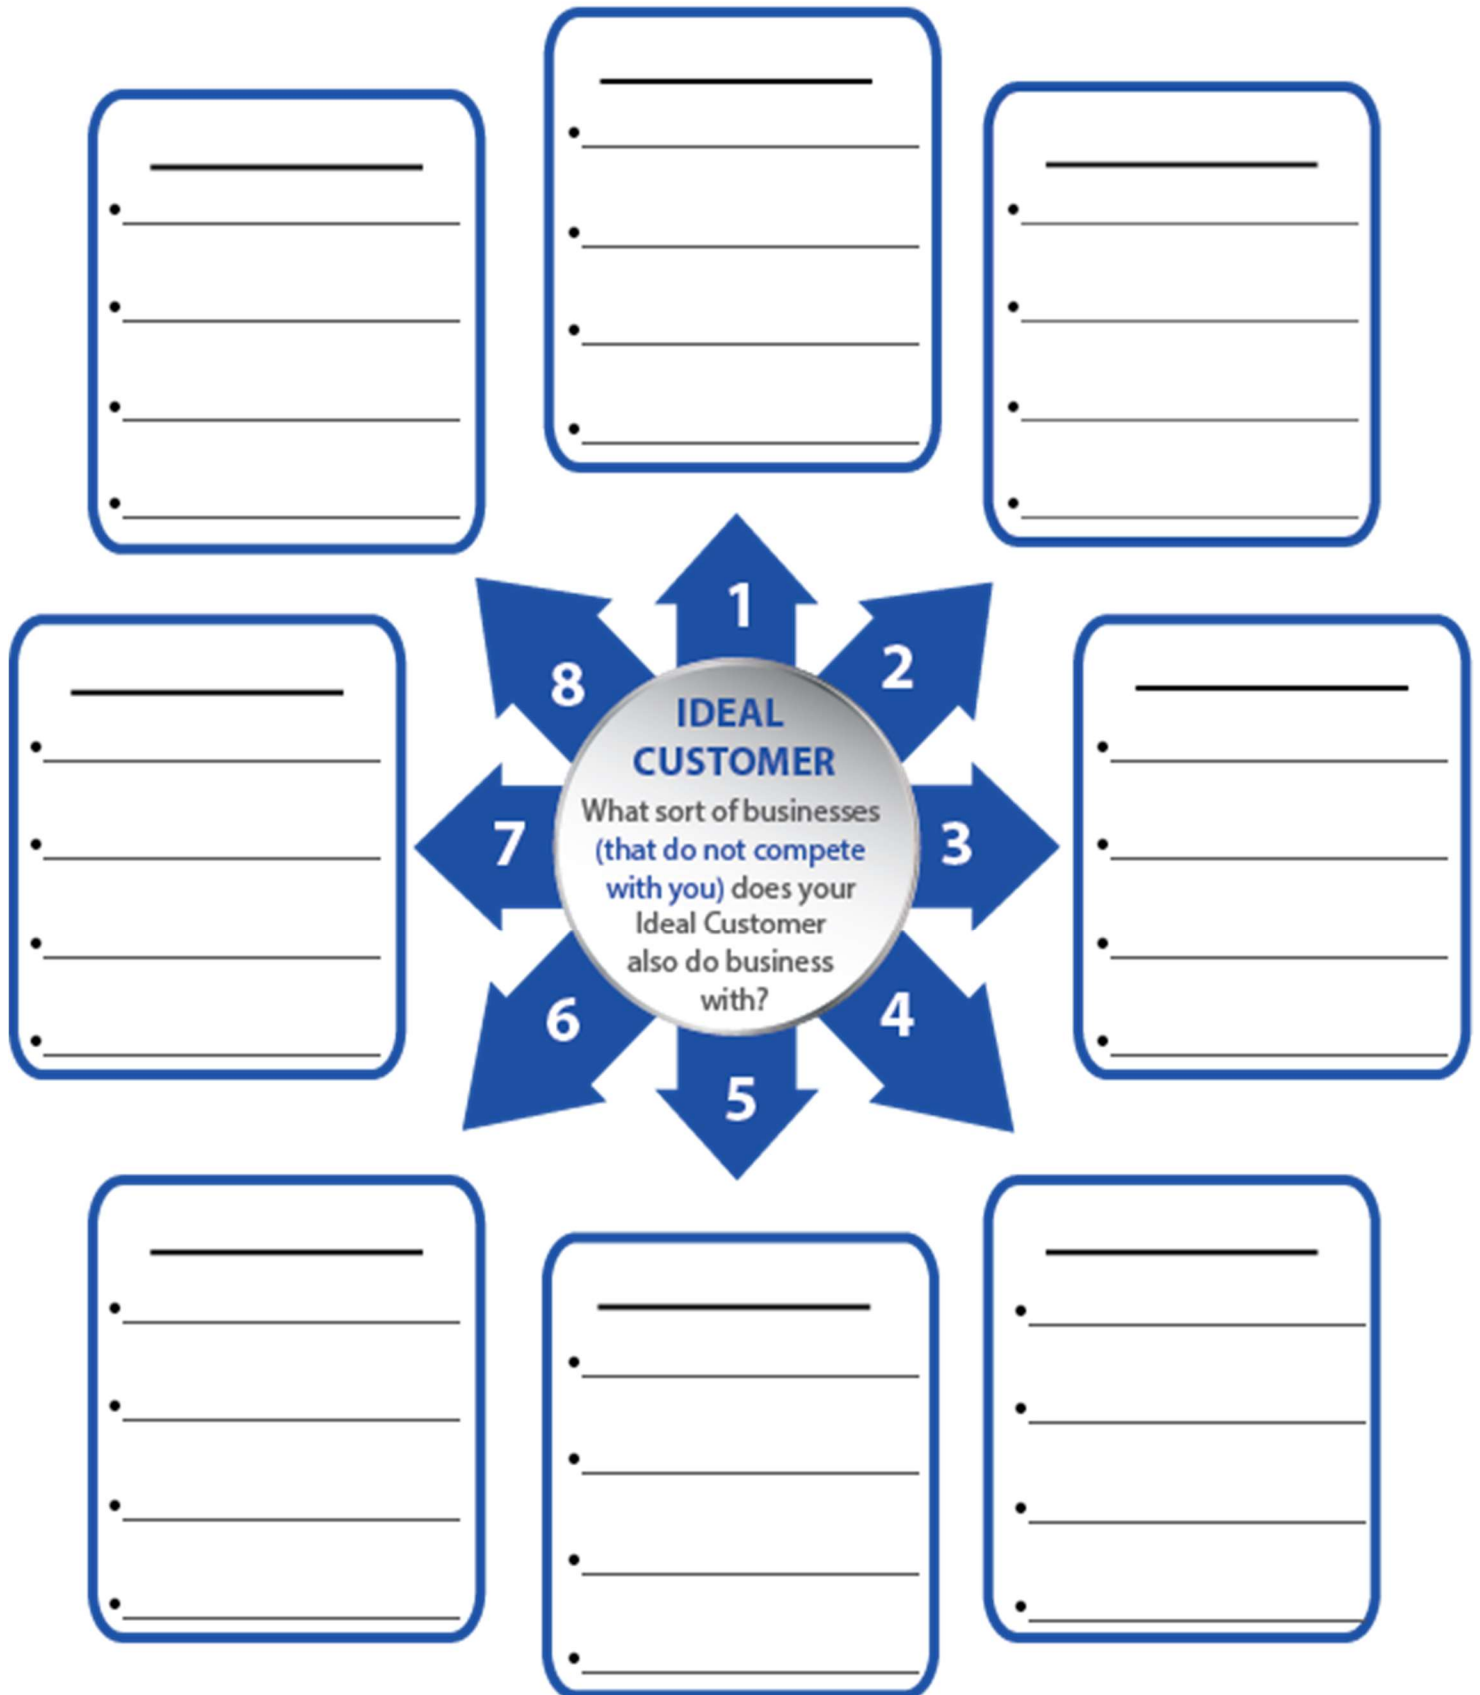 1
2
8
IDEAL
CUSTOMER
What sort of businesses
(that do not compete
with you) does your
Ideal Customer
also do business
with?
7
3
6
4
5